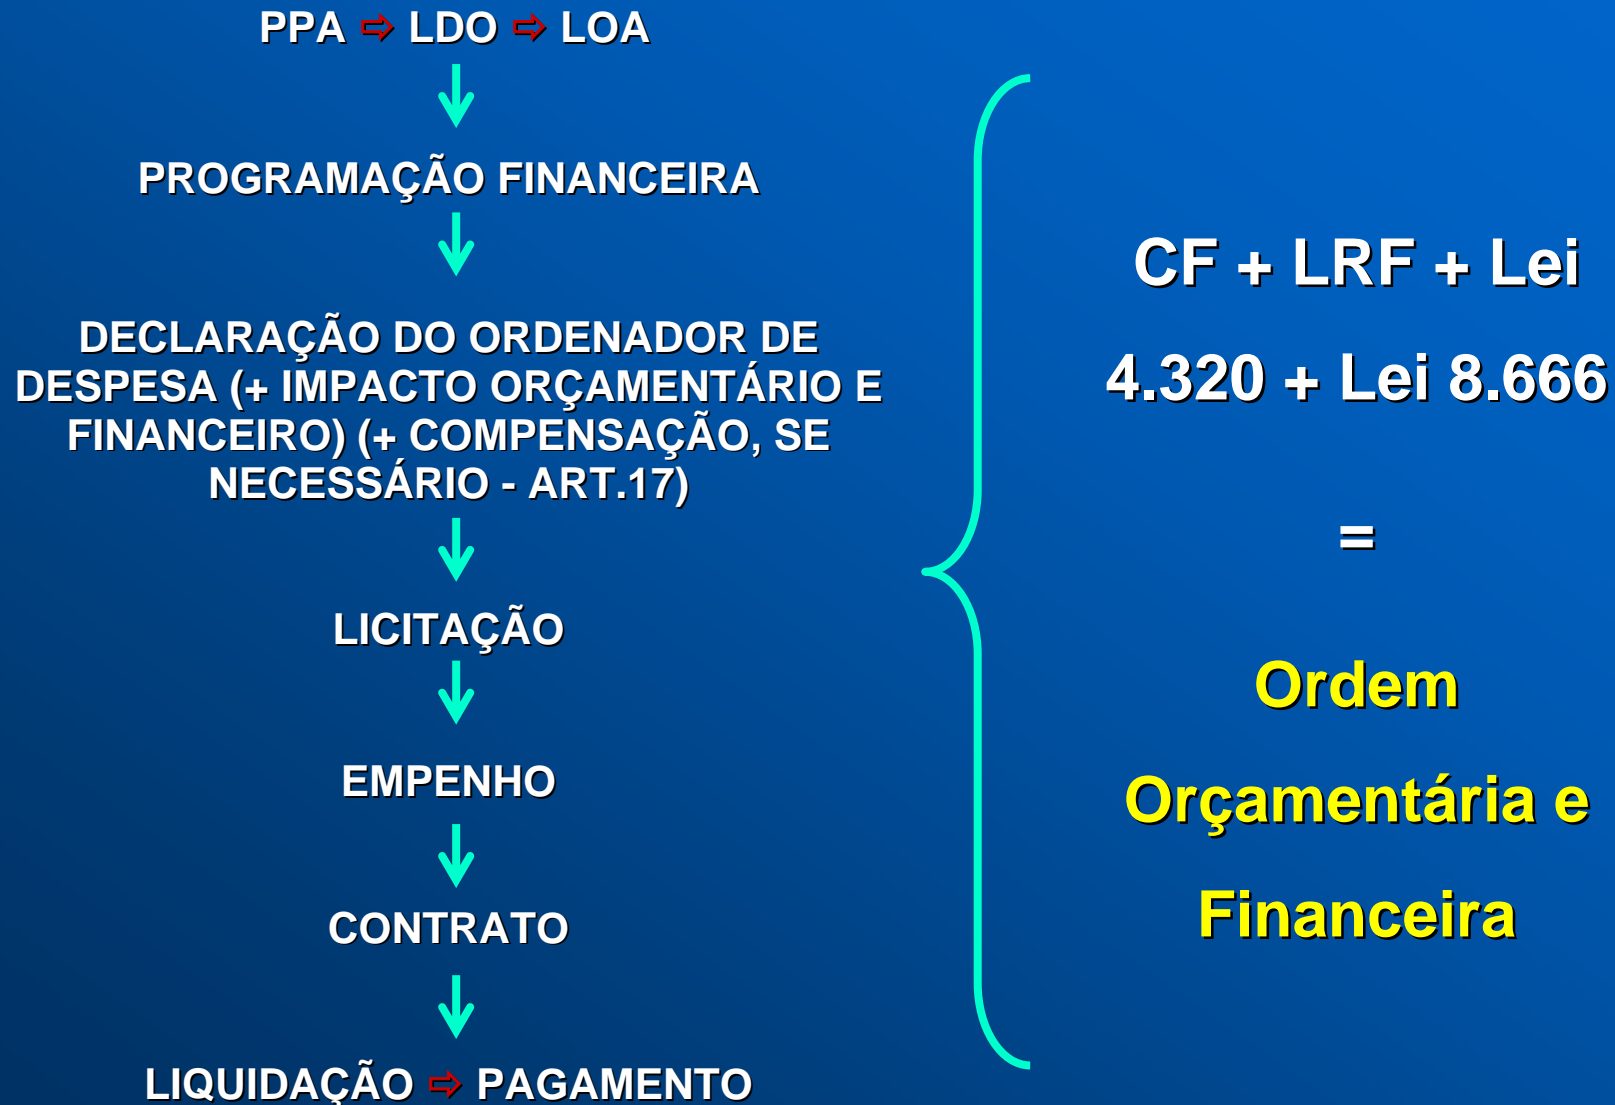 PPA ⇨ LDO ⇨ LOA
PROGRAMAÇÃO FINANCEIRA
DECLARAÇÃO DO ORDENADOR DE
DESPESA (+ IMPACTO ORÇAMENTÁRIO E
FINANCEIRO) (+ COMPENSAÇÃO, SE
NECESSÁRIO - ART.17)
LICITAÇÃO
EMPENHO
CONTRATO
LIQUIDAÇÃO ⇨ PAGAMENTO
CF + LRF + Lei
4.320 + Lei 8.666
=
Ordem
Orçamentária e
Financeira